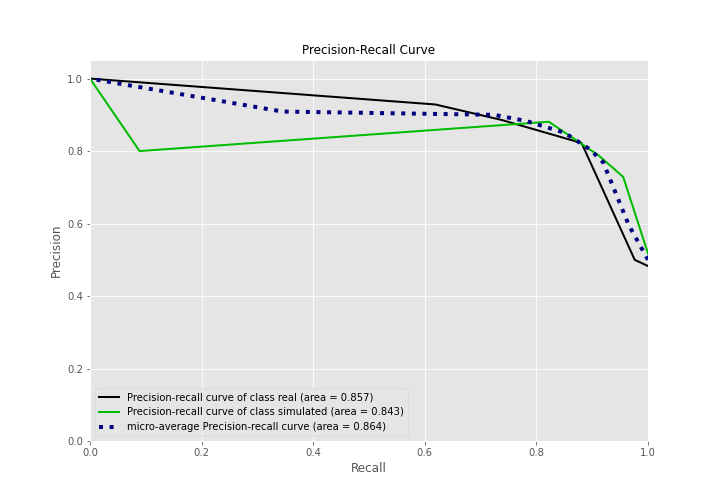 Precision-Recall Curve
1.0
0.8
0.6
0.4
0.2
0.0
Precision
Precision-recall curve of class real (area = 0.857)
Precision-recall curve of class simulated (area = 0.843)
micro-average Precision-recall curve (area = 0.864)
0.0 0.2 0.4 0.6 0.8 1.0
Recall